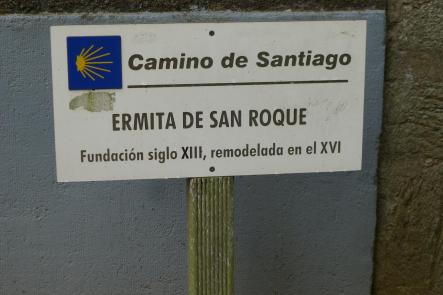 Camino de Santiago
ERMITA DE SAN ROQUE
Fundación siglo XIII, remodelada en el XVI